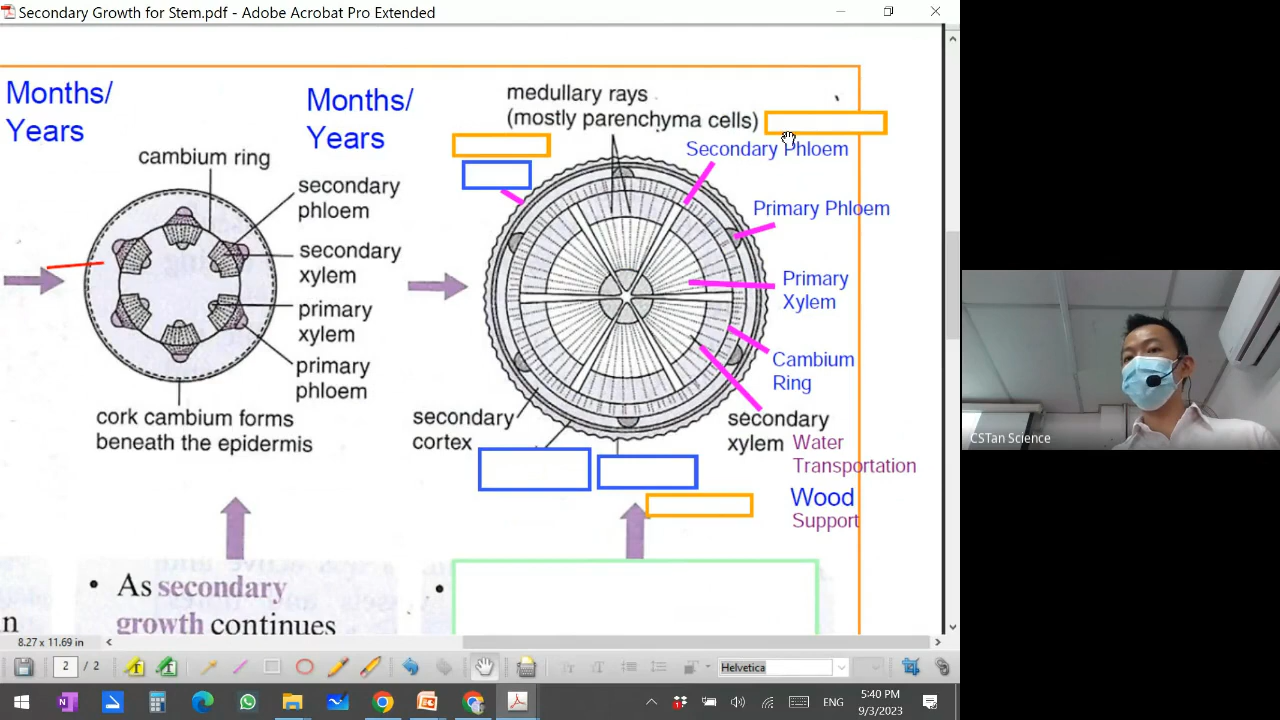 Secondary Growth for Stem.pdf - Adobe Acrobat Pro Extended
Months/
Years
Months/
Years
medullary rays
(mostly parenchyma cells)
cambium ring
Secondary Phloem
secondary
phloem
Primary Phloem
secondary
xylem
Primary
Xylem
primary
xylem
Cambium
Ring
primary
phloem
cork cambium forms
beneath the epidermis
secondary
cortex
secondary
xylem
Water
Transportation
Wood
Support
CSTan Science
• As secondary
growth continues
•
n
8.27 x 11.69 in
2 / 2
Helvetica
ENG
5:40 PM
9/3/2023